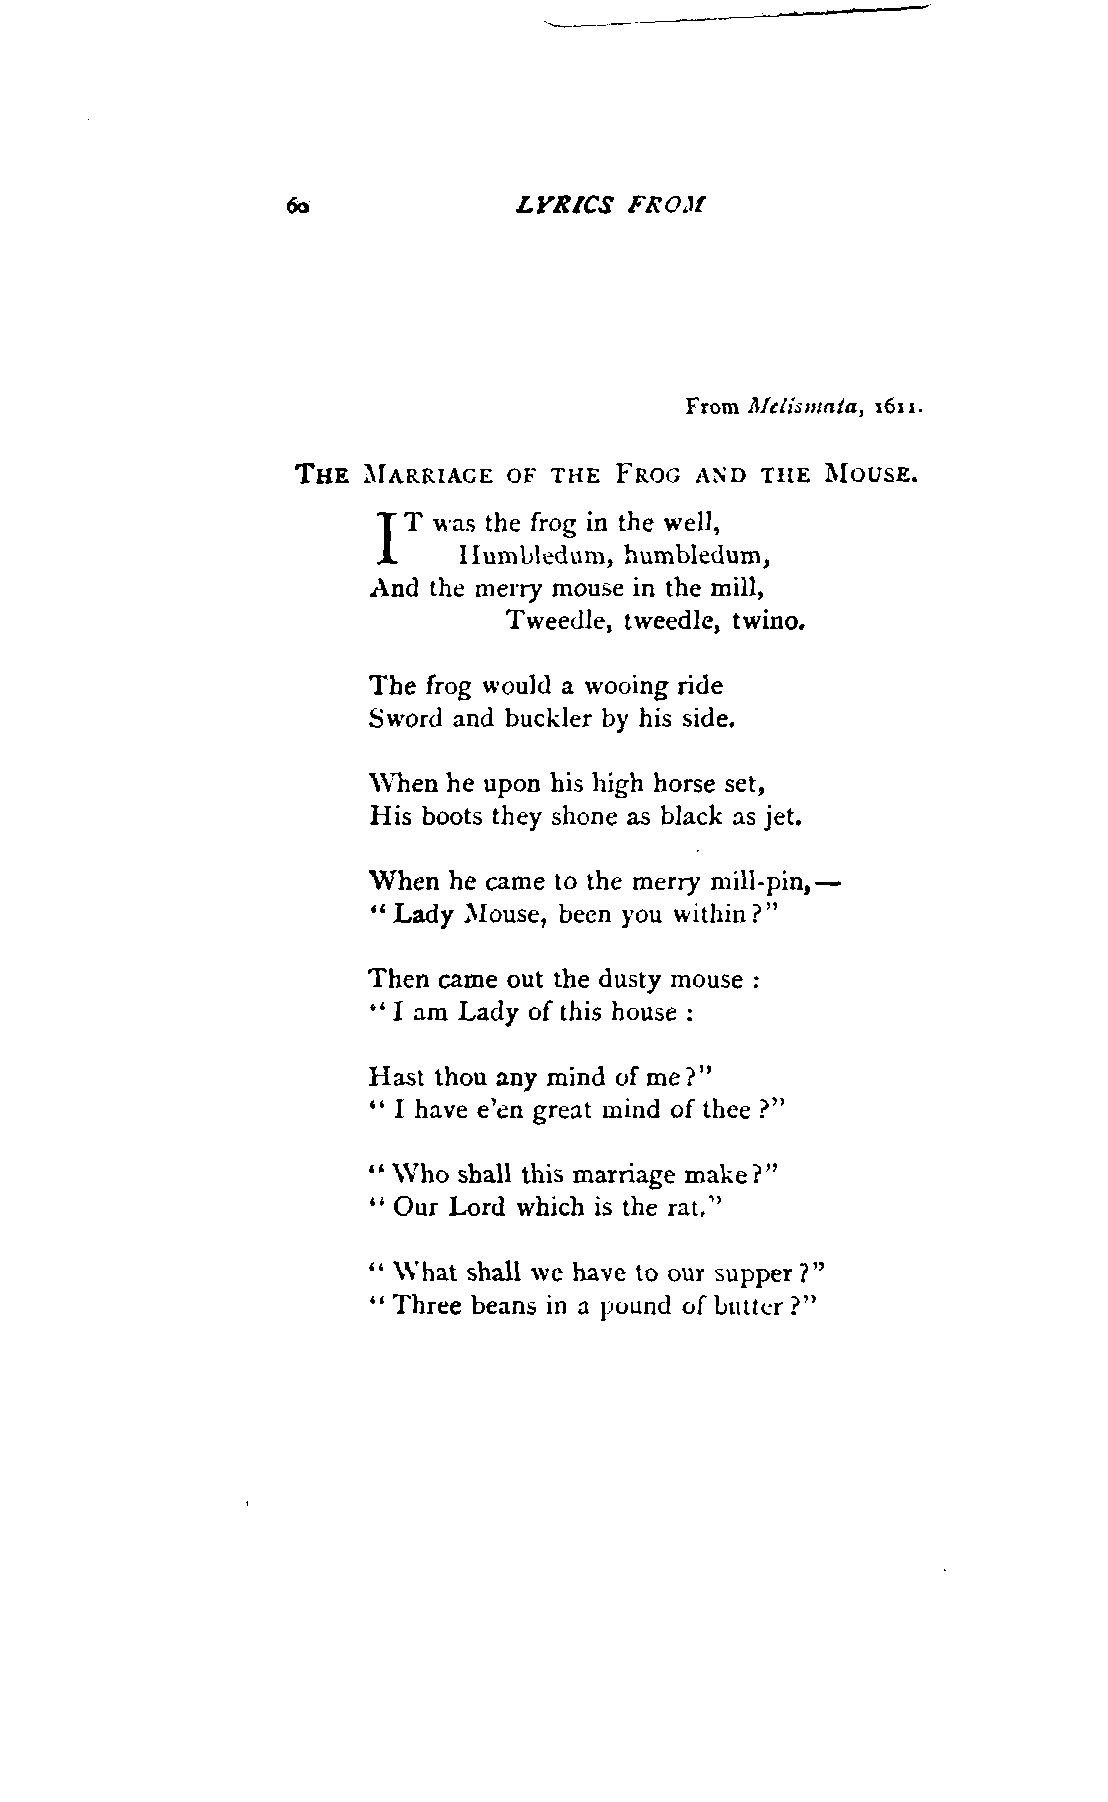 60 LYRICS FROM
From Melismata, 1611.
THE MARRIAGE OF THE FROG AND THE MOUSE.
IT was the frog in the well,
Humbledum, humbledum,
And the merry mouse in the mill,
Tweedle, tweedle, twino.
The frog would a wooing ride
Sword and buckler by his side.
When he upon his high horse set,
His boots they shone as black as jet.
When he came to the merry mill-pin,—
"Lady Mouse, been you within?"
Then came out the dusty mouse :
"I am Lady of this house :
Hast thou any mind of me?"
"I have e'en great mind of thee?"
"Who shall this marriage make?"
"Our Lord which is the rat."
"What shall we have to our supper?"
"Three beans in a pound of butter?"